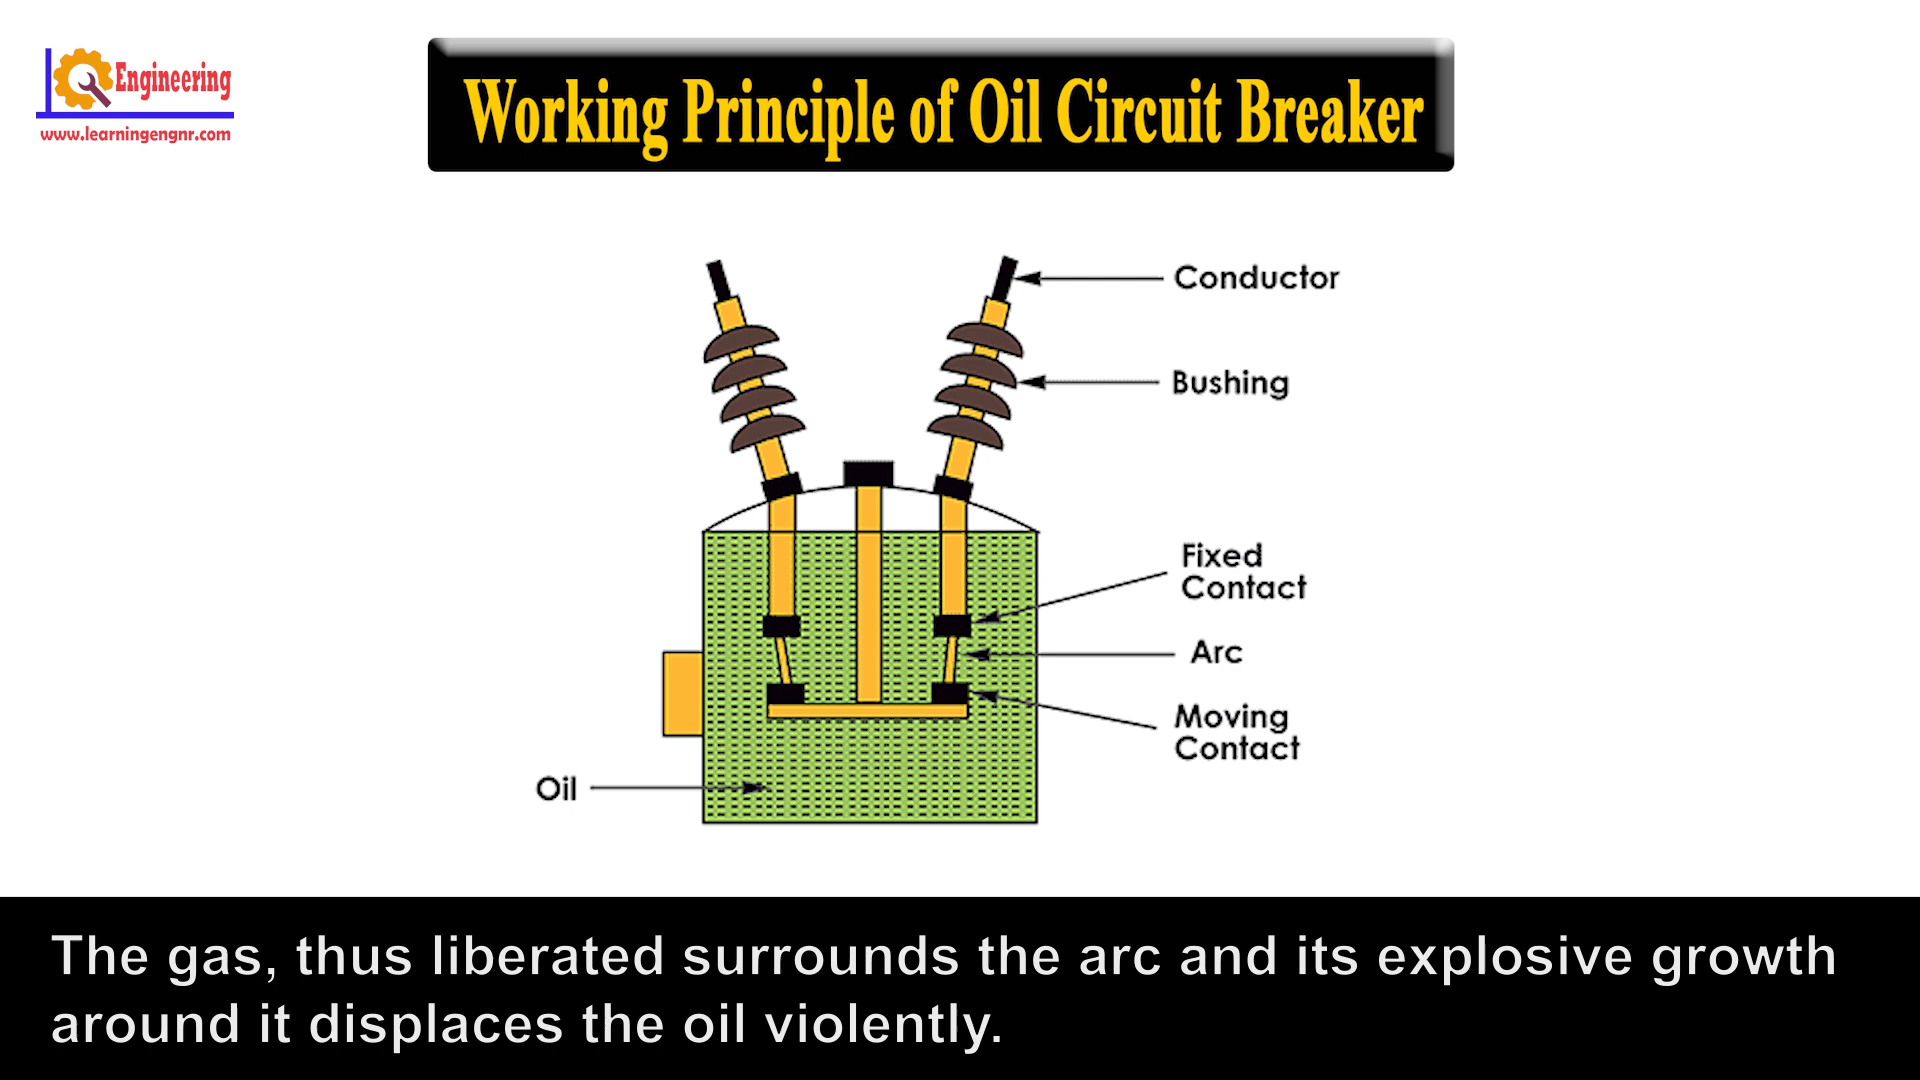 Engineering
www.learningengnr.com
Working Principle of Oil Circuit Breaker
Conductor
Bushing
Fixed
Contact
Arc
Moving
Contact
Oil
The gas, thus liberated surrounds the arc and its explosive growth
around it displaces the oil violently.